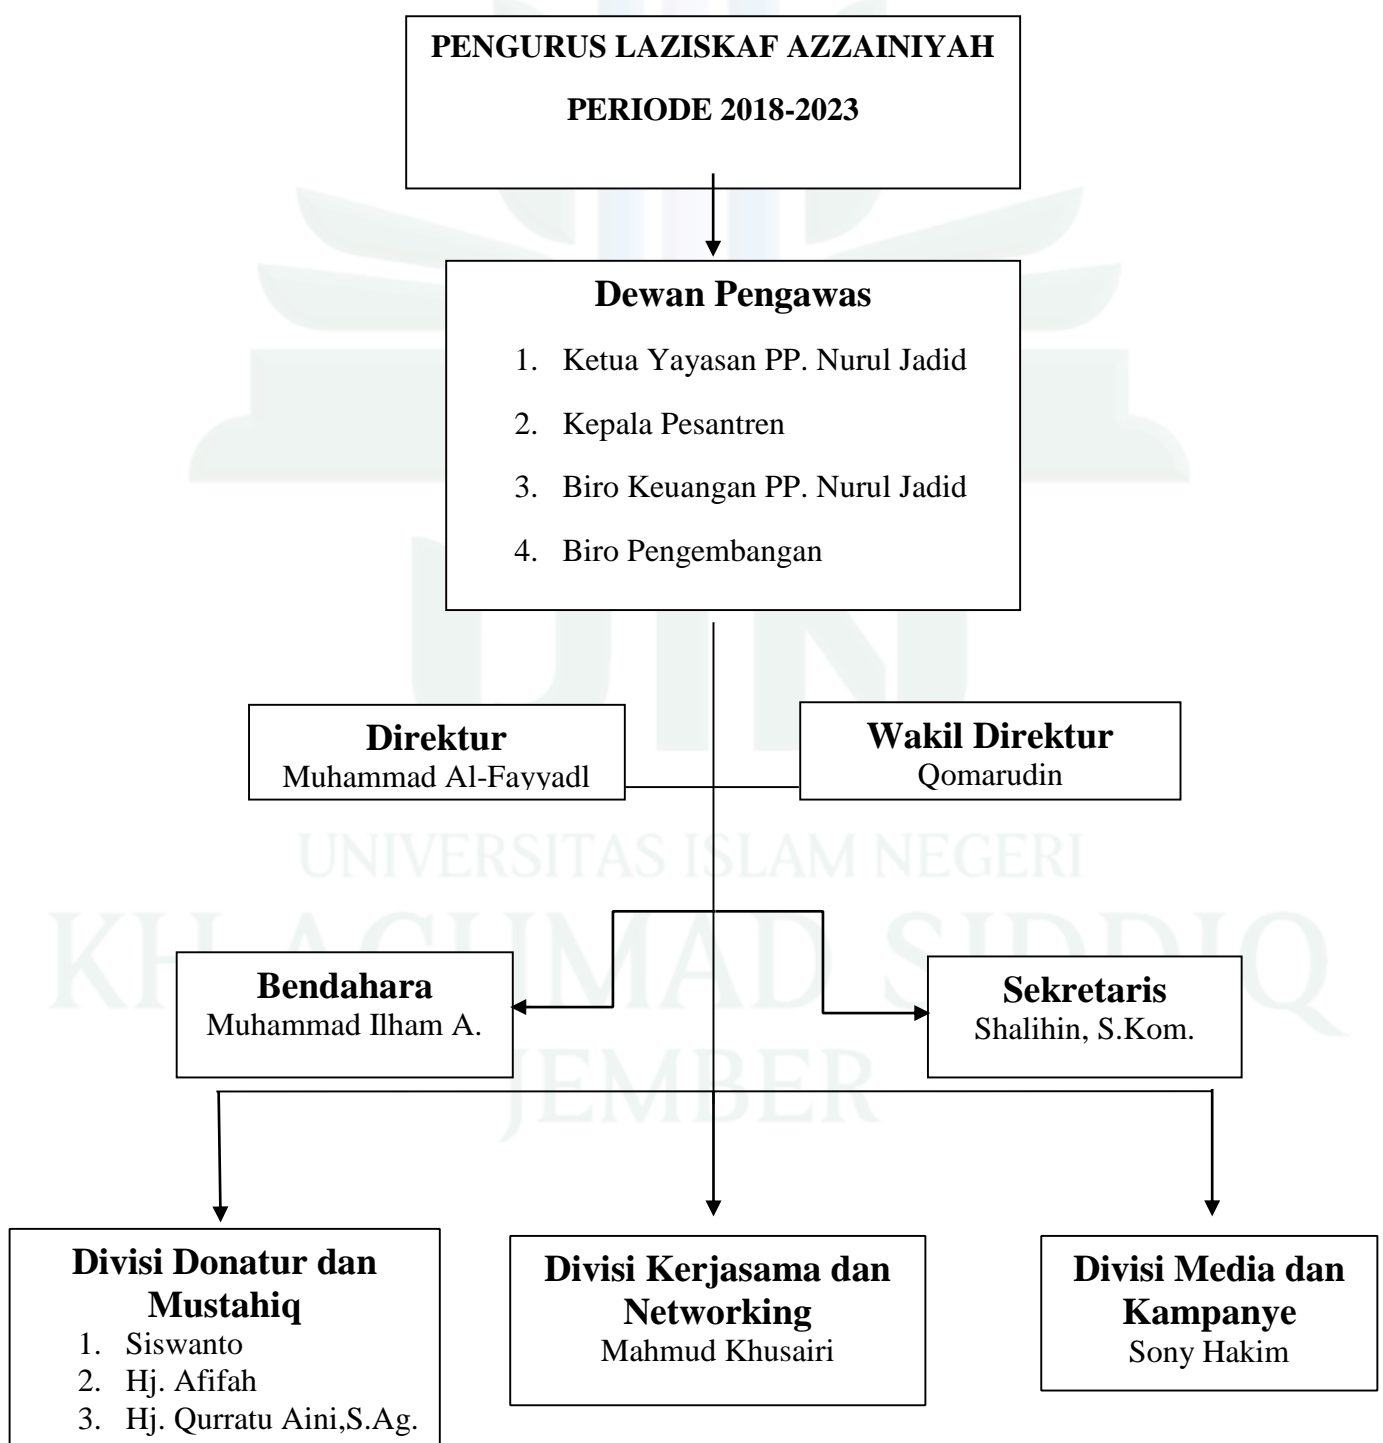 PENGURUS LAZISKAF AZZAINIYAH
PERIODE 2018-2023
Dewan Pengawas
1. Ketua Yayasan PP. Nurul Jadid
2. Kepala Pesantren
3. Biro Keuangan PP. Nurul Jadid
4. Biro Pengembangan
UIN
Direktur
Muhammad Al-Fayyadl
Wakil Direktur
Qomarudin
UNIVERSITAS ISLAM NEGERI
KH ACHMAD SIDDIQ
Bendahara
Muhammad Ilham A.
Sekretaris
Shalihin, S.Kom.
JEMBER
Divisi Donatur dan
Mustahiq
1. Siswanto
2. Hj. Afifah
3. Hj. Qurratu Aini,S.Ag.
Divisi Kerjasama dan
Networking
Mahmud Khusairi
Divisi Media dan
Kampanye
Sony Hakim